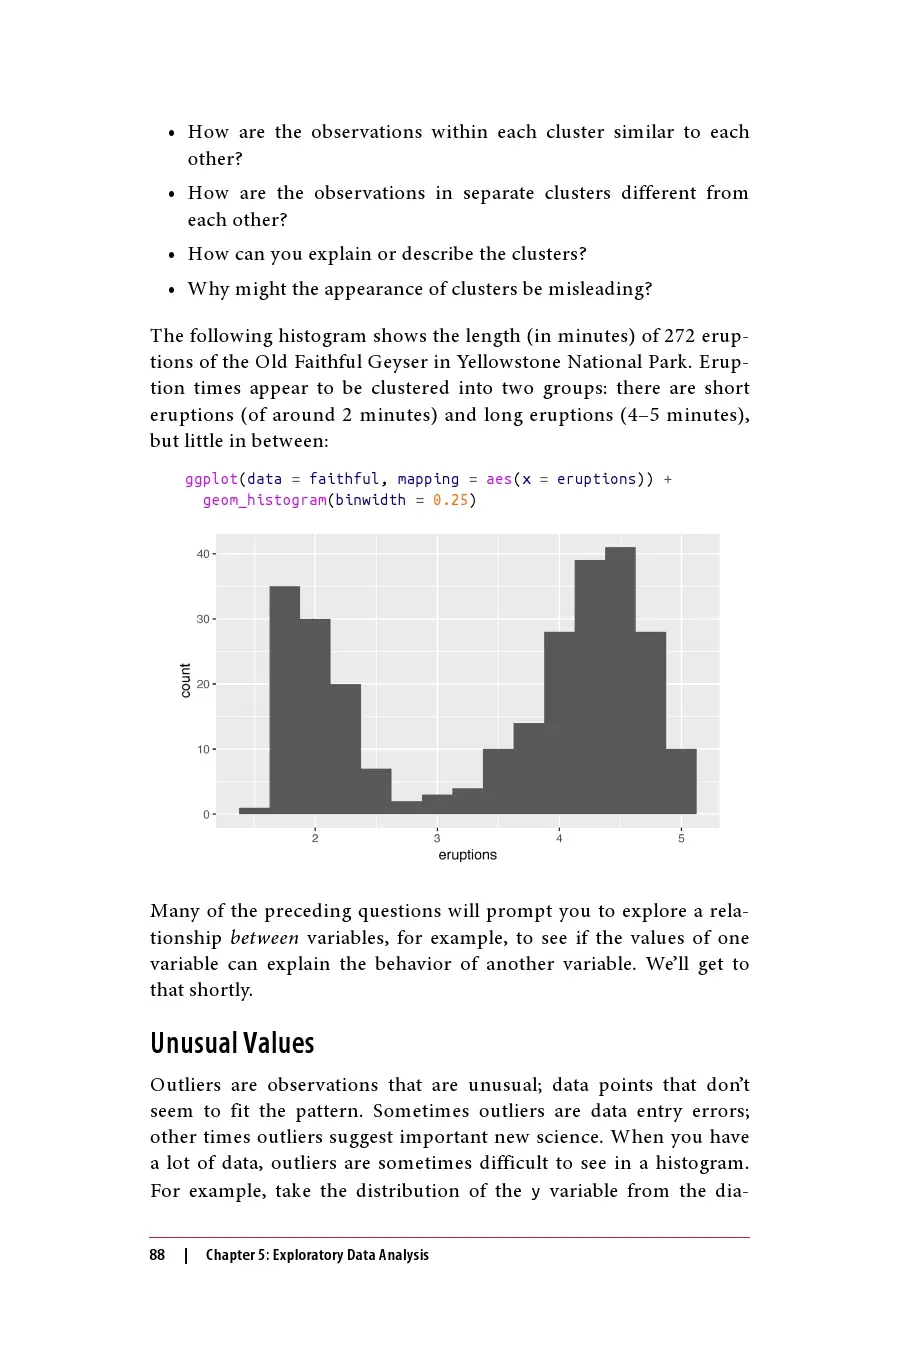 • How are the observations within each cluster similar to each
other?
• How are the observations in separate clusters different from
each other?
• How can you explain or describe the clusters?
• Why might the appearance of clusters be misleading?
The following histogram shows the length (in minutes) of 272 erup-
tions of the Old Faithful Geyser in Yellowstone National Park. Erup-
tion times appear to be clustered into two groups: there are short
eruptions (of around 2 minutes) and long eruptions (4–5 minutes),
but little in between:
ggplot(data = faithful, mapping = aes(x = eruptions)) +
  geom_histogram(binwidth = 0.25)
40
30
20
10
0
count
2 3 4 5
eruptions
Many of the preceding questions will prompt you to explore a rela-
tionship between variables, for example, to see if the values of one
variable can explain the behavior of another variable. We’ll get to
that shortly.
Unusual Values
Outliers are observations that are unusual; data points that don’t
seem to fit the pattern. Sometimes outliers are data entry errors;
other times outliers suggest important new science. When you have
a lot of data, outliers are sometimes difficult to see in a histogram.
For example, take the distribution of the y variable from the dia-
88 | Chapter 5: Exploratory Data Analysis